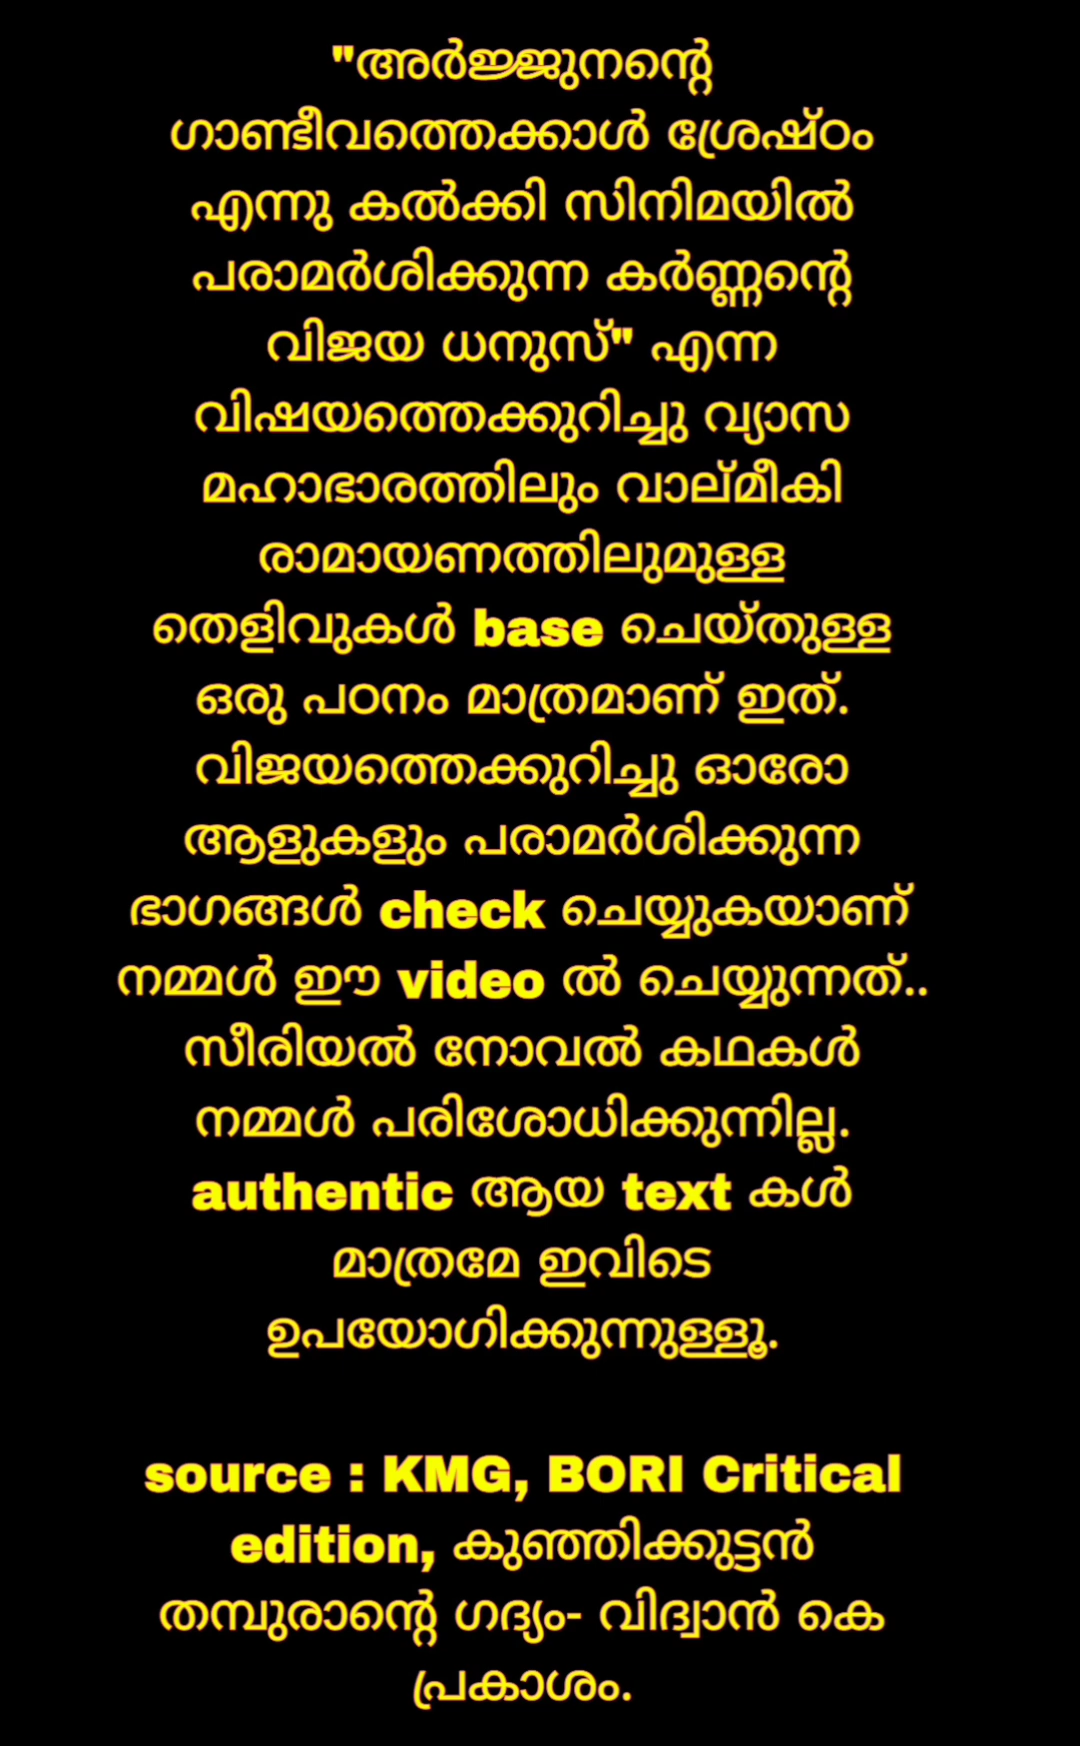 "അർജ്ജുനന്റെ
ഗാണ്ടീവത്തെക്കാൾ ശ്രേഷ്ഠം
എന്നു കൽക്കി സിനിമയിൽ
പരാമർശിക്കുന്ന കർണ്ണന്റെ
വിജയ ധനുസ്" എന്ന
വിഷയത്തെക്കുറിച്ചു വ്യാസ
മഹാഭാരത്തിലും വാല്മീകി
രാമായണത്തിലുമുള്ള
തെളിവുകൾ base ചെയ്തുള്ള
ഒരു പഠനം മാത്രമാണ് ഇത്.
വിജയത്തെക്കുറിച്ചു ഓരോ
ആളുകളും പരാമർശിക്കുന്ന
ഭാഗങ്ങൾ check ചെയ്യുകയാണ്
നമ്മൾ ഈ video ൽ ചെയ്യുന്നത്..
സീരിയൽ നോവൽ കഥകൾ
നമ്മൾ പരിശോധിക്കുന്നില്ല.
authentic ആയ text കൾ
മാത്രമേ ഇവിടെ
ഉപയോഗിക്കുന്നുള്ളൂ.
source : KMG, BORI Critical
edition, കുഞ്ഞിക്കുട്ടൻ
തമ്പുരാന്റെ ഗദ്യം- വിദ്വാൻ കെ
പ്രകാശം.